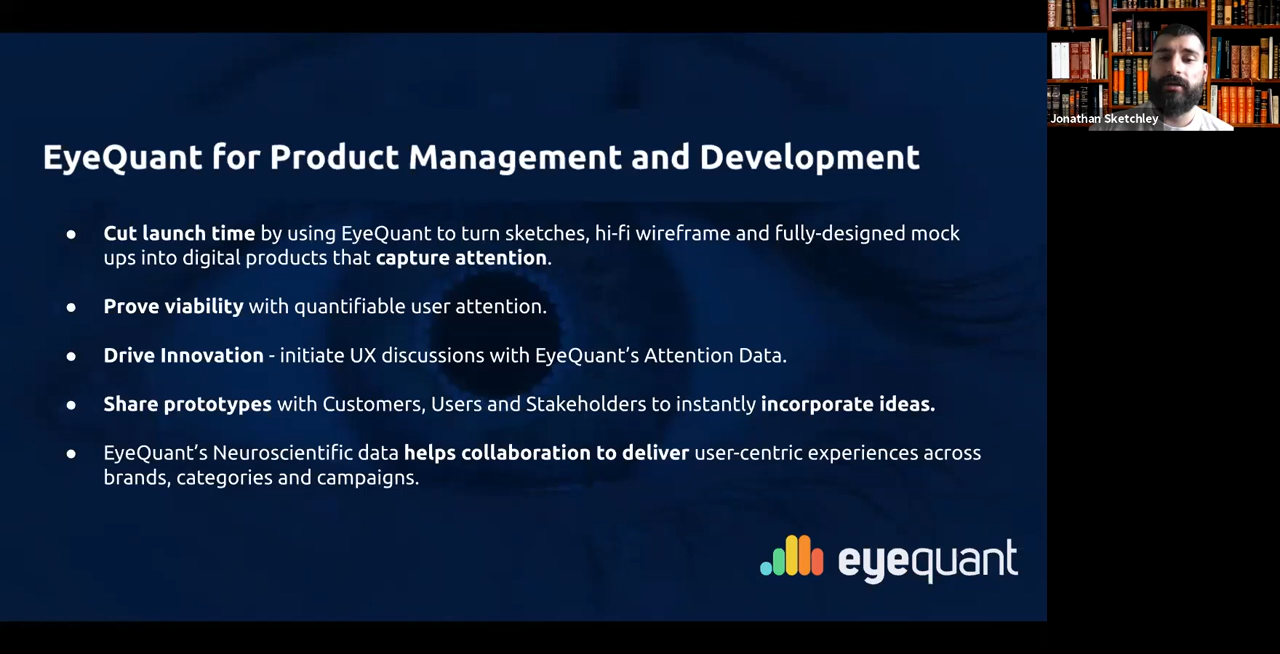 EyeQuant for Product Management and Development
● Cut launch time by using EyeQuant to turn sketches, hi-fi wireframe and fully-designed mock
ups into digital products that capture attention.
● Prove viability with quantifiable user attention.
● Drive Innovation - initiate UX discussions with EyeQuant's Attention Data.
● Share prototypes with Customers, Users and Stakeholders to instantly incorporate ideas.
● EyeQuant's Neuroscientific data helps collaboration to deliver user-centric experiences across
brands, categories and campaigns.
eyequant
Jonathan Sketchley